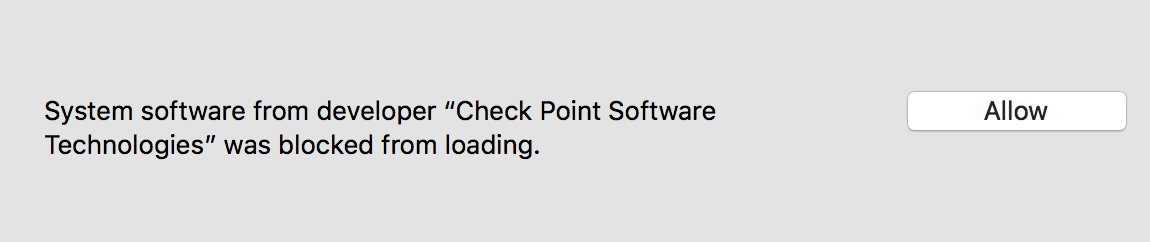 System software from developer “Check Point Software
Technologies” was blocked from loading.
Allow